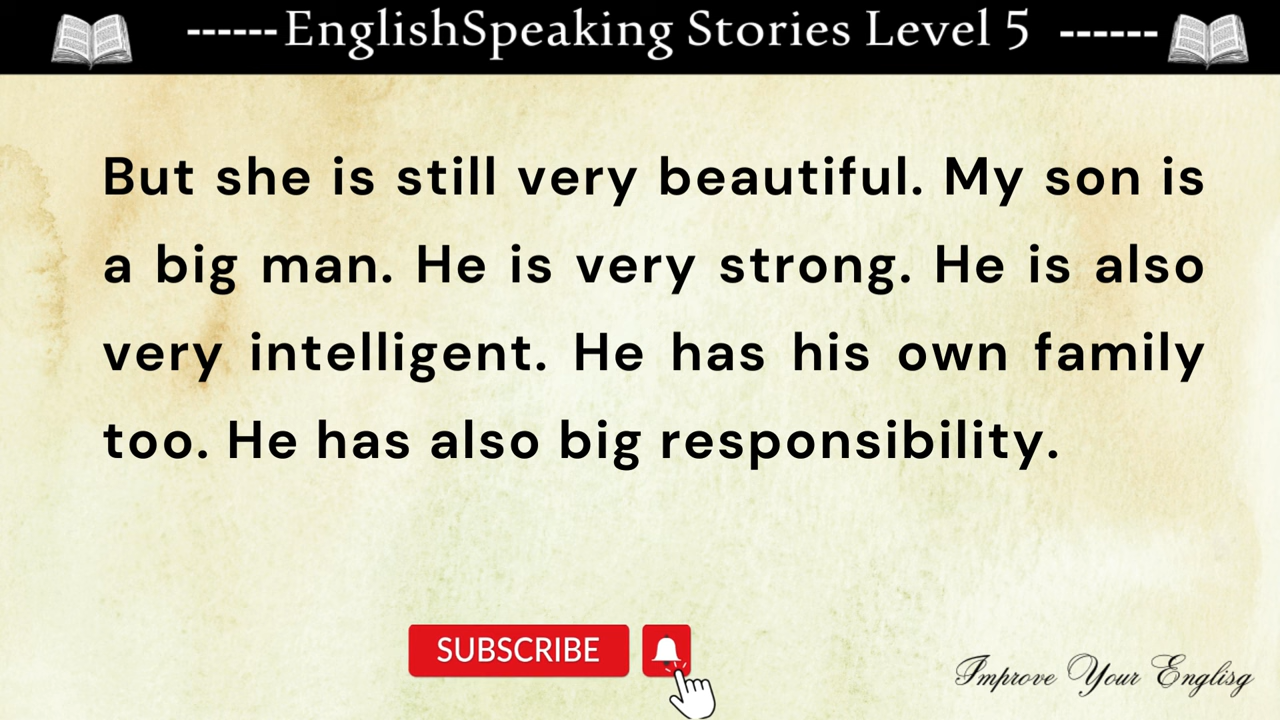 ------EnglishSpeaking Stories Level 5 ------
But she is still very beautiful. My son is
a big man. He is very strong. He is also
very intelligent. He has his own family
too. He has also big responsibility.
SUBSCRIBE
Improve Your Englisg